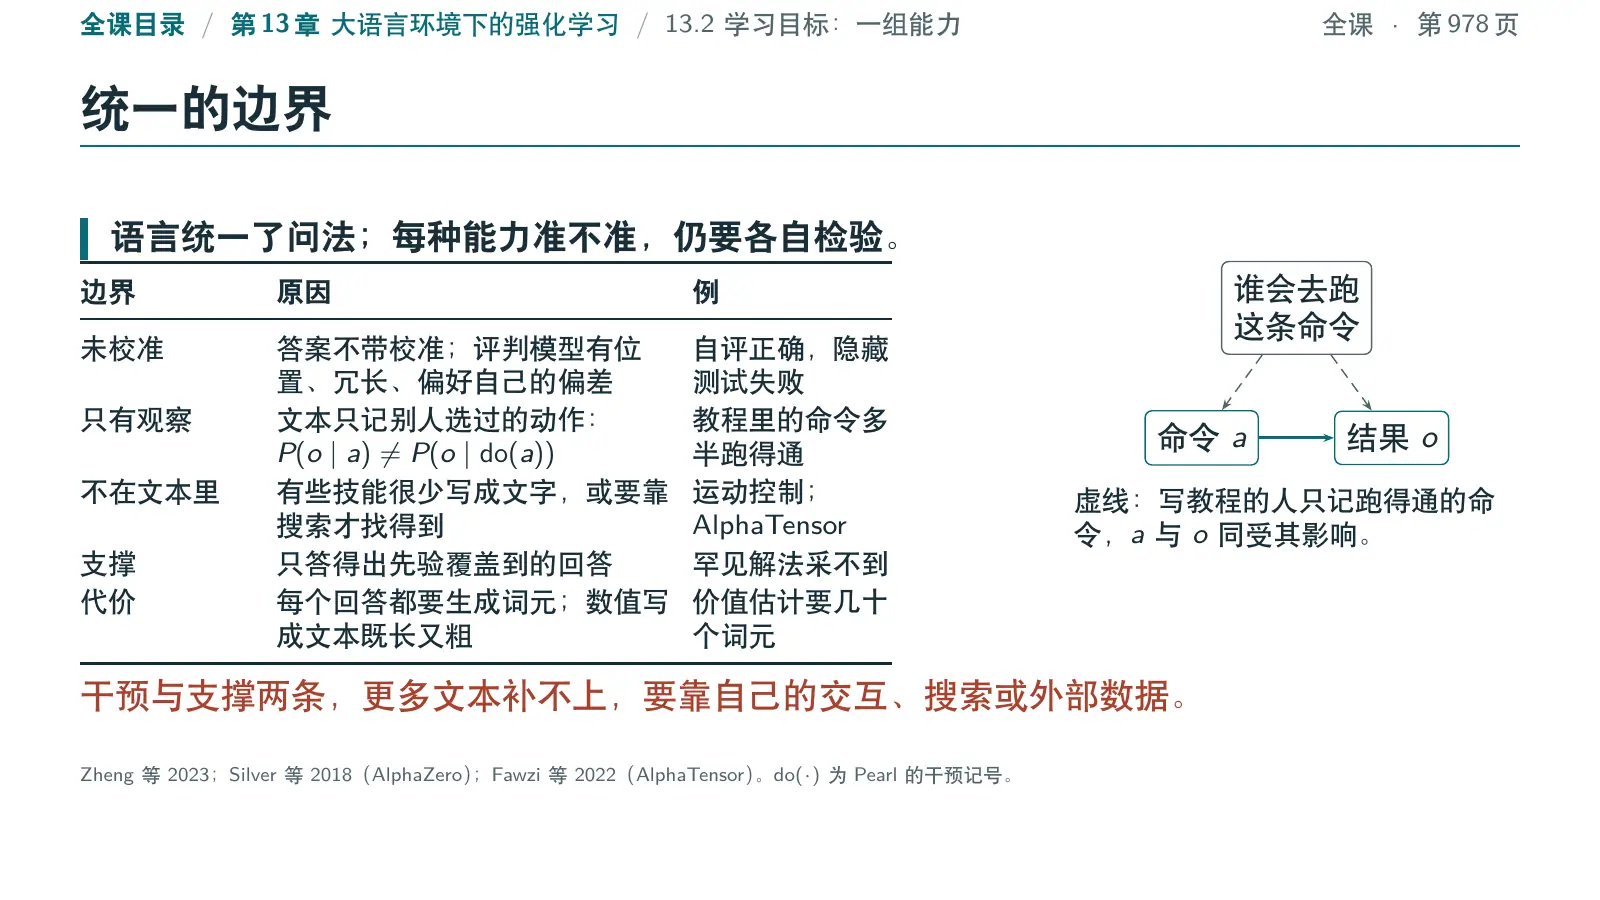 全课目录 / 第13章 大语言环境下的强化学习 / 13.2 学习目标：一组能力
全课 · 第978页
统一的边界
语言统一了问法；每种能力准不准，仍要各自检验。
边界 原因 例
未校准 答案不带校准；评判模型有位 自评正确，隐藏
置、冗长、偏好自己的偏差 测试失败
只有观察 文本只记别人选过的动作： 教程里的命令多
P(o | a) ≠ P(o | do(a)) 半跑得通
不在文本里 有些技能很少写成文字，或要靠 运动控制；
搜索才找得到 AlphaTensor
支撑 只答得出先验覆盖到的回答 罕见解法采不到
代价 每个回答都要生成词元；数值写 价值估计要几十
成文本既长又粗 个词元
谁会去跑
这条命令
命令 a 结果 o
虚线：写教程的人只记跑得通的命
令，a 与 o 同受其影响。
干预与支撑两条，更多文本补不上，要靠自己的交互、搜索或外部数据。
Zheng 等 2023；Silver 等 2018（AlphaZero）；Fawzi 等 2022（AlphaTensor）。do(·) 为 Pearl 的干预记号。